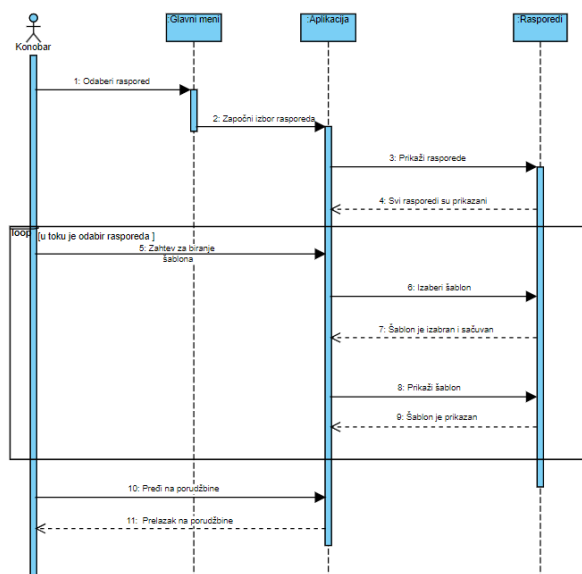 :Glavni meni
:Aplikacija
:Rasporedi
Konobar
1: Odaberi raspored
2: Započni izbor rasporeda
3: Prikaži rasporede
4: Svi rasporedi su prikazani
loop
[u toku je odabir rasporeda ]
5: Zahtev za biranje
šablona
6: Izaberi šablon
7: Šablon je izabran i sačuvan
8: Prikaži šablon
9: Šablon je prikazan
10: Pređi na porudžbine
11: Prelazak na porudžbine